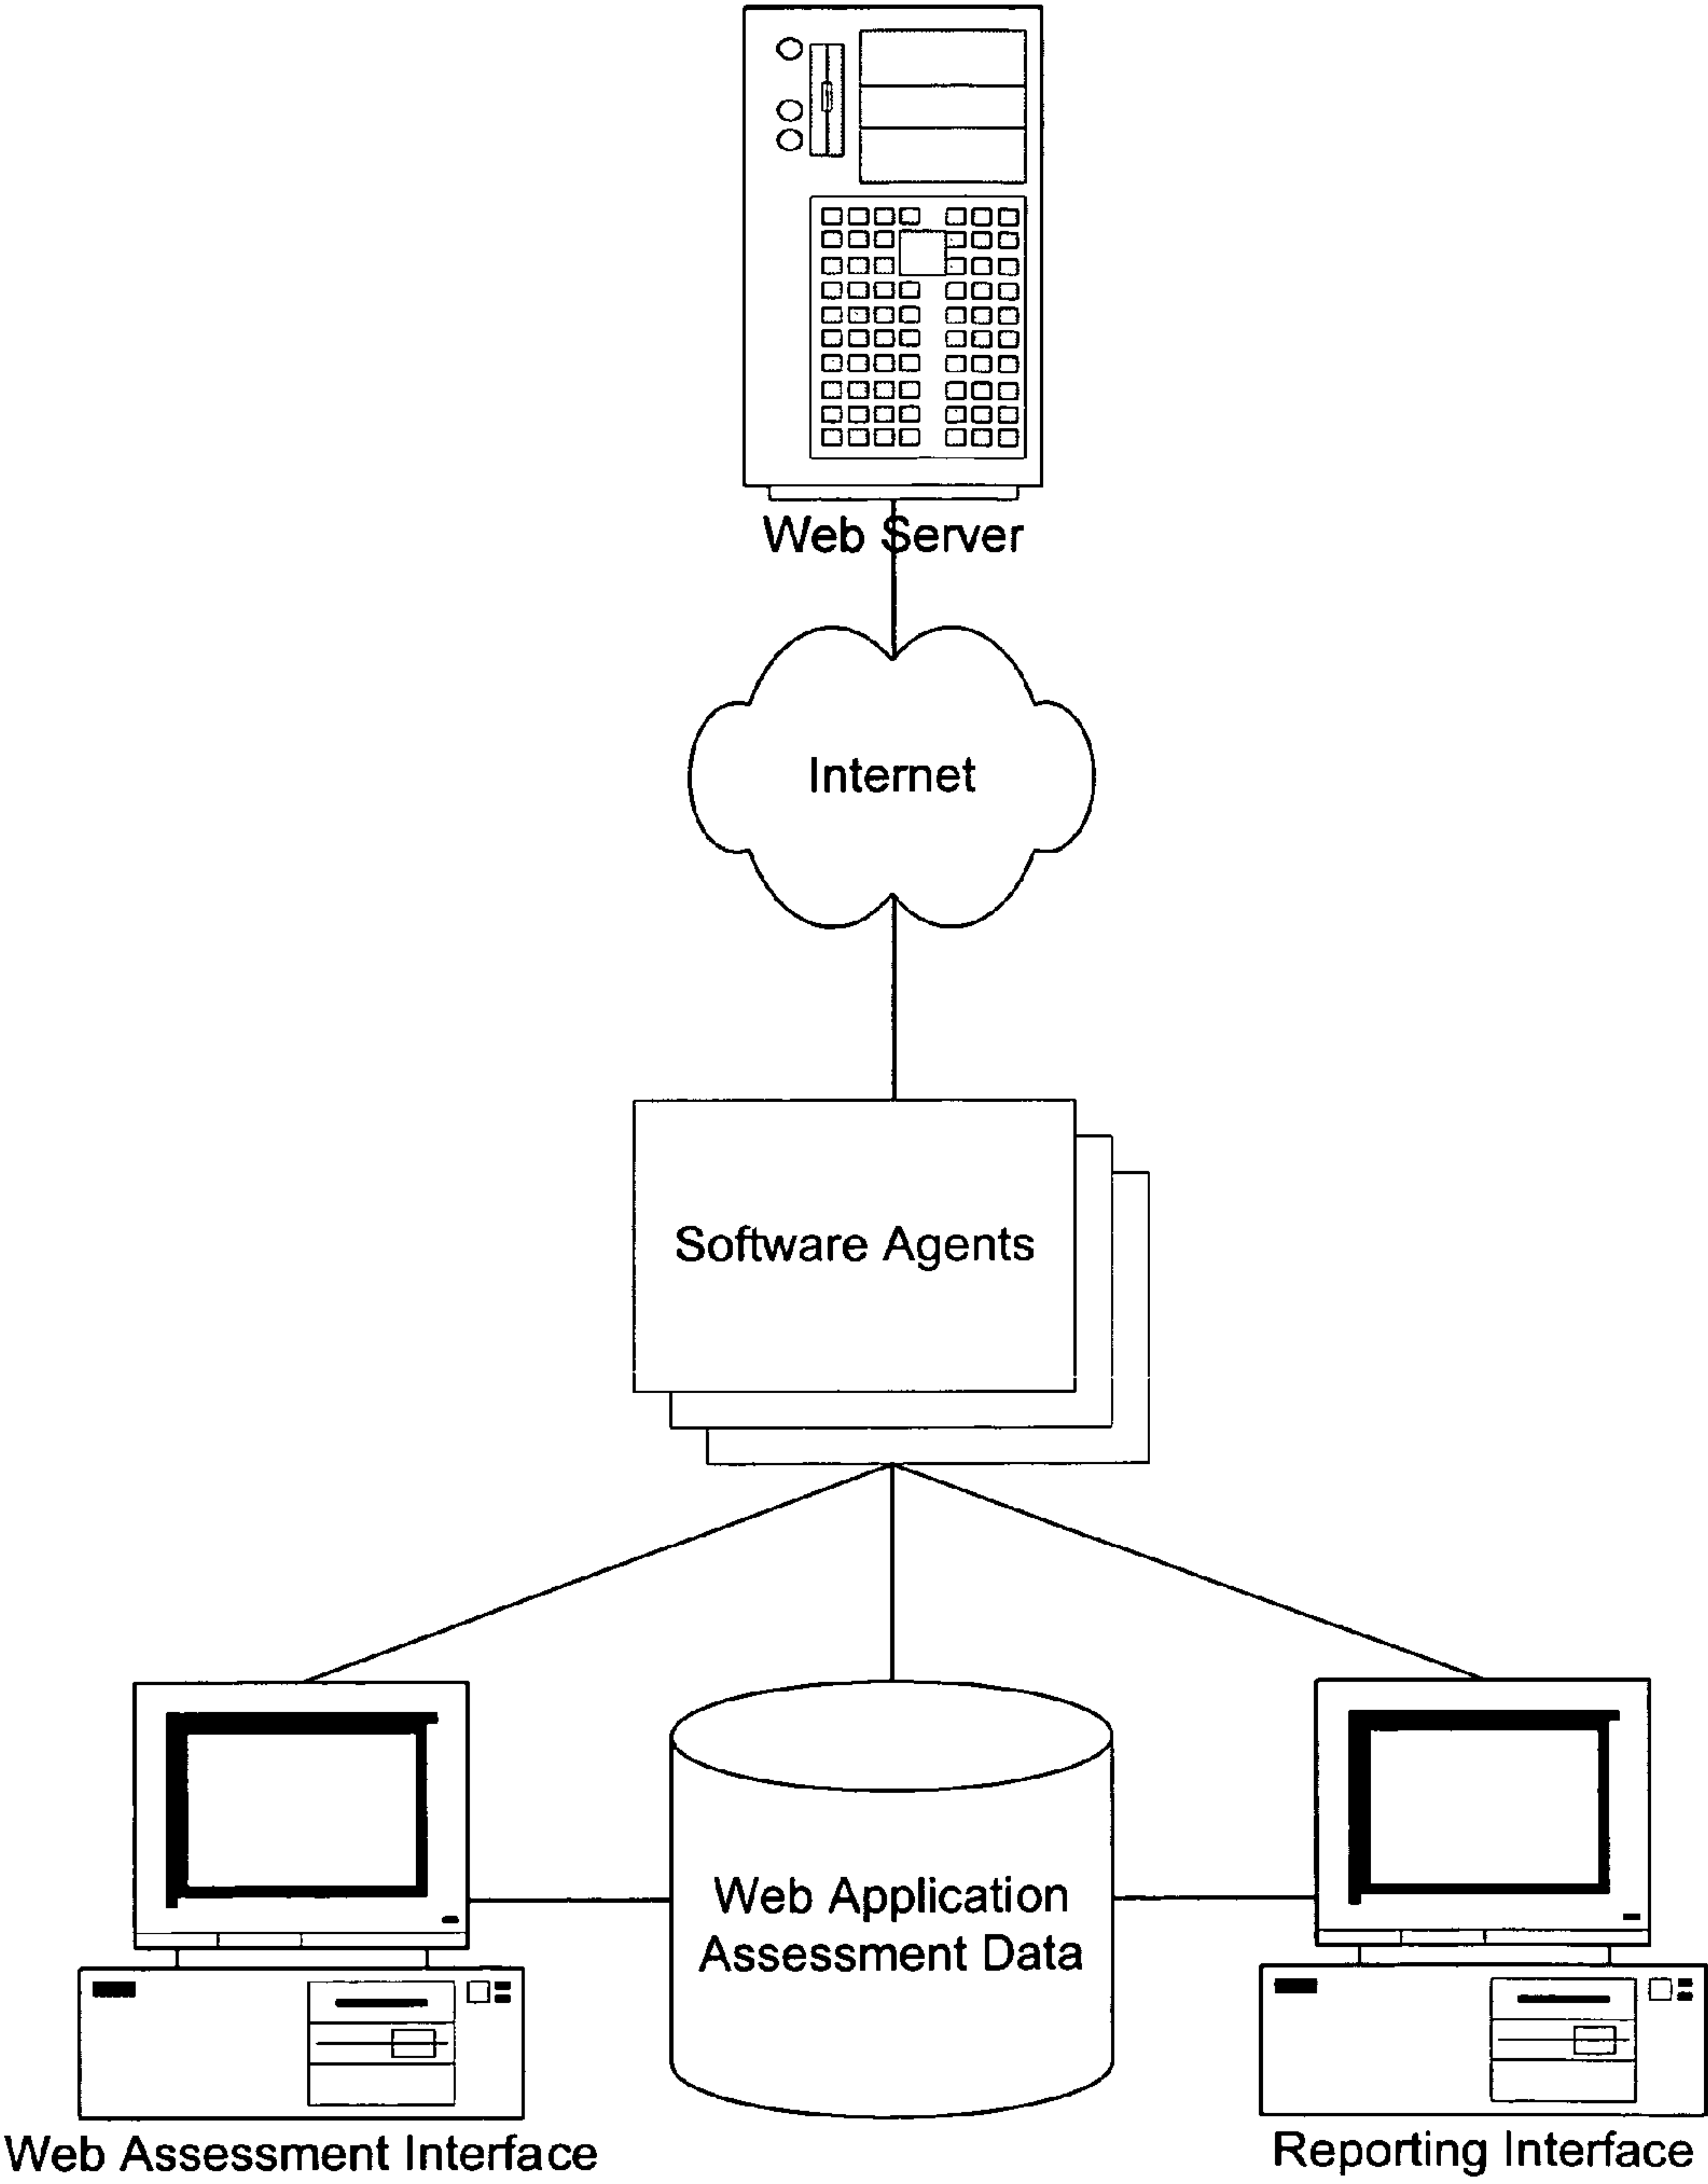 Web Server
Internet
Software Agents
Web Application
Assessment Data
Web Assessment Interface
Reporting Interface